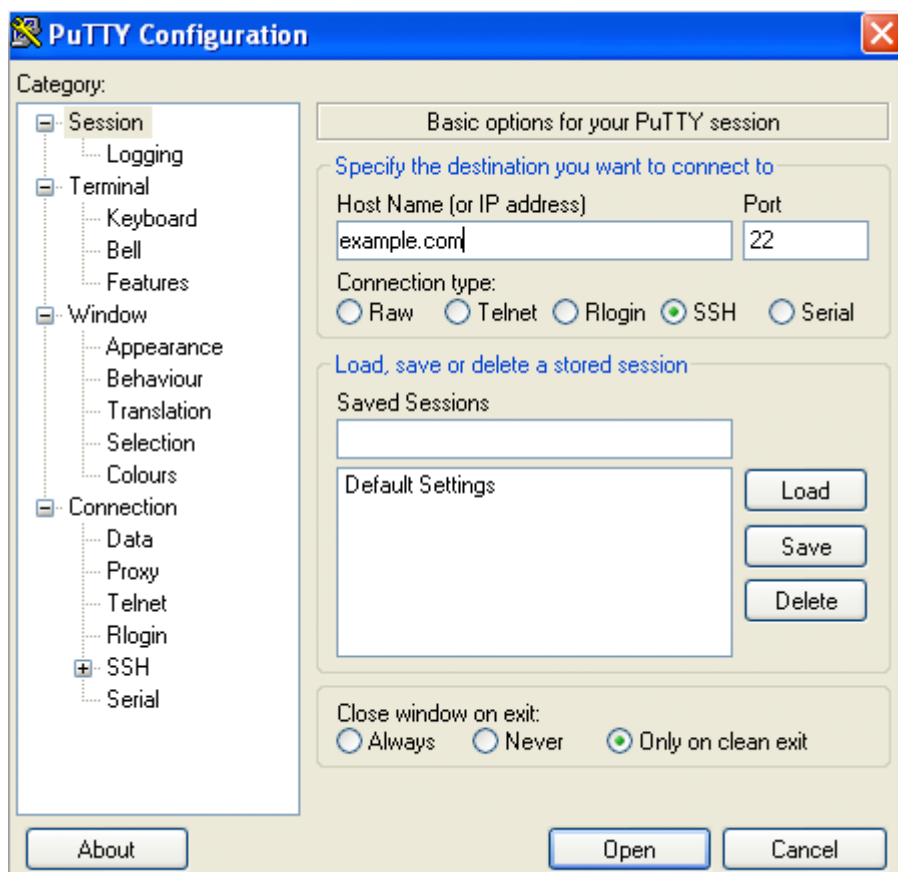 PuTTY Configuration
Category:
Session
Logging
Terminal
Keyboard
Bell
Features
Window
Appearance
Behaviour
Translation
Selection
Colours
Connection
Data
Proxy
Telnet
Rlogin
SSH
Serial
Basic options for your PuTTY session
Specify the destination you want to connect to
Host Name (or IP address) Port
example.com 22
Connection type:
Raw Telnet Rlogin SSH Serial
Load, save or delete a stored session
Saved Sessions
Default Settings
Load
Save
Delete
Close window on exit:
Always Never Only on clean exit
About Open Cancel